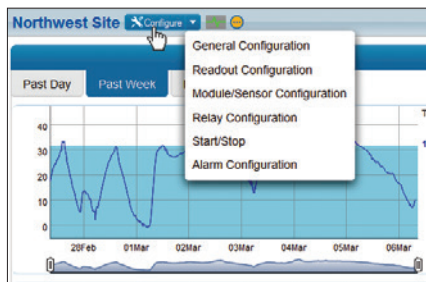 Northwest Site Configure
General Configuration
Readout Configuration
Module/Sensor Configuration
Relay Configuration
Start/Stop
Alarm Configuration
Past Day Past Week
40
30
20
10
0
28Feb 01Mar 02Mar 03Mar 04Mar 05Mar 06Mar